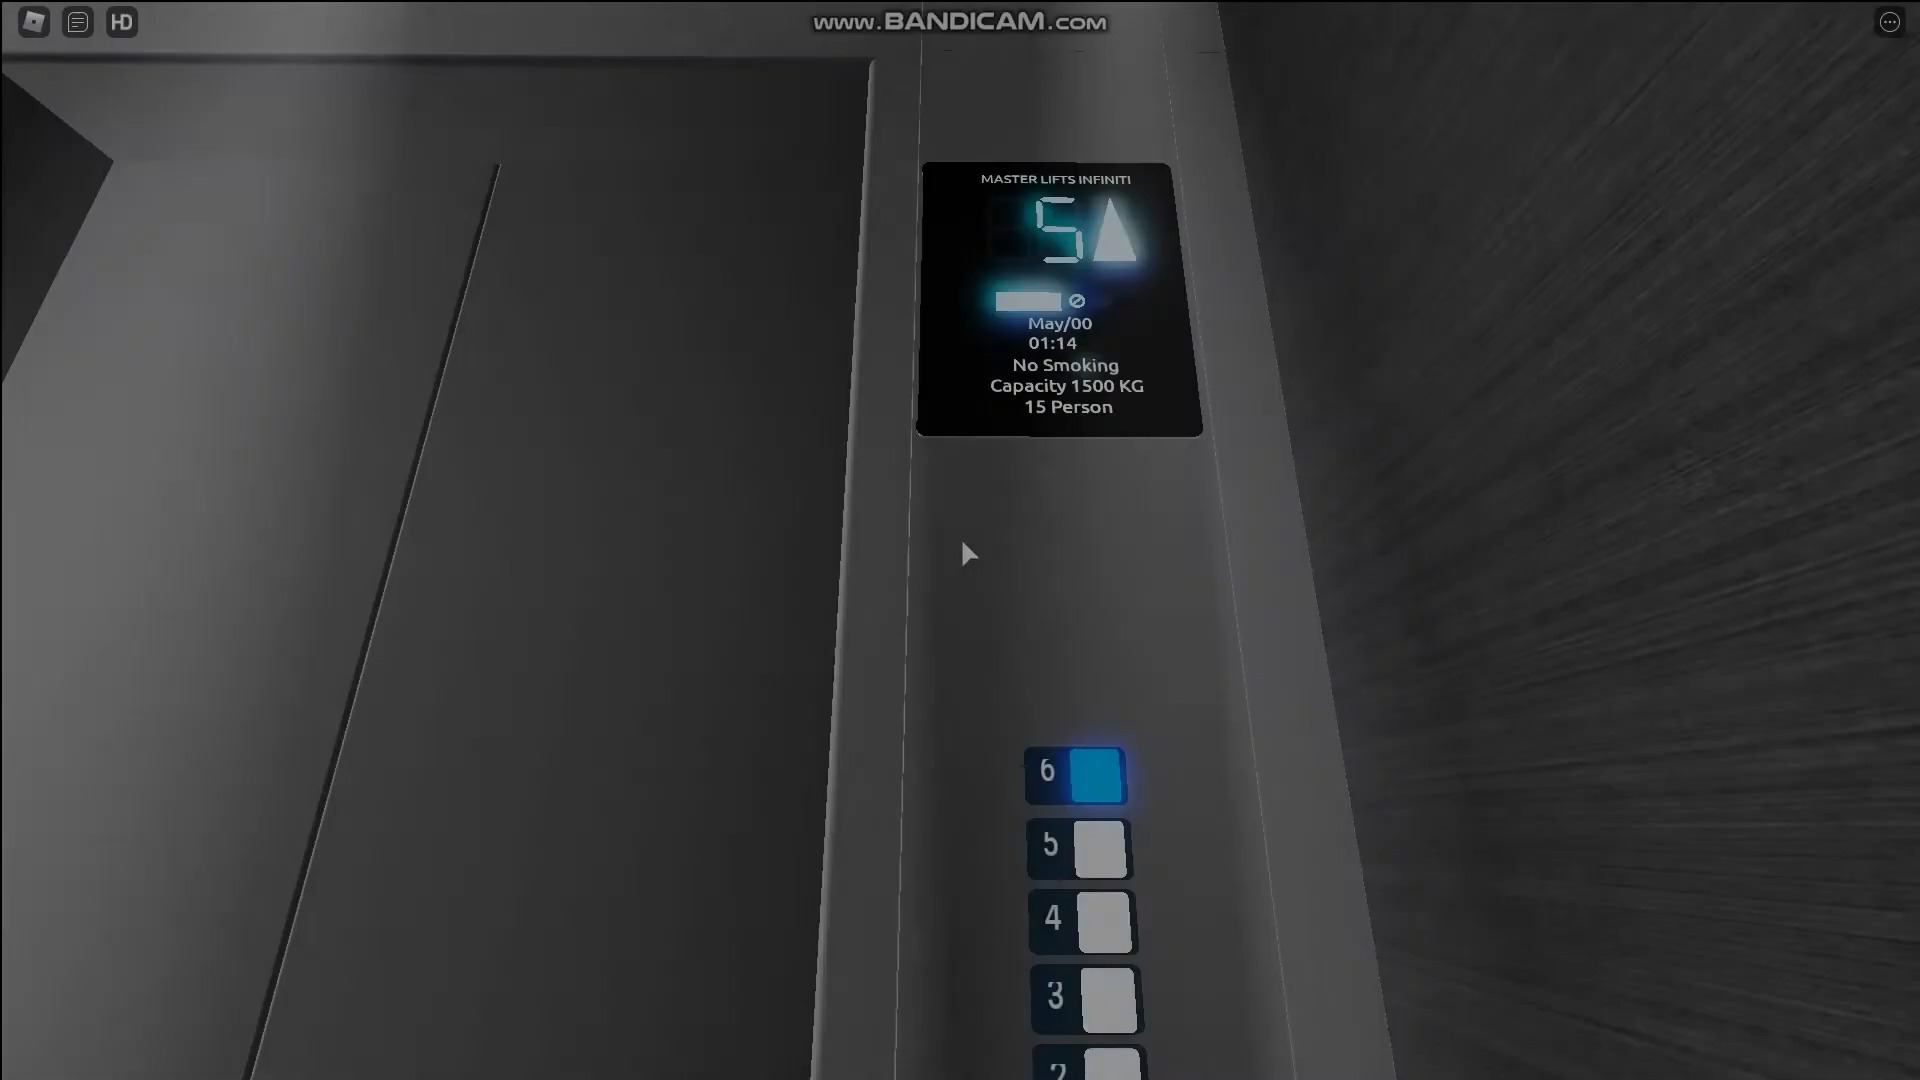 HD
www.BANDICAM.com
MASTER LIFTS INFINITI
5
May/00
01:14
No Smoking
Capacity 1500 KG
15 Person
6
5
4
3
2